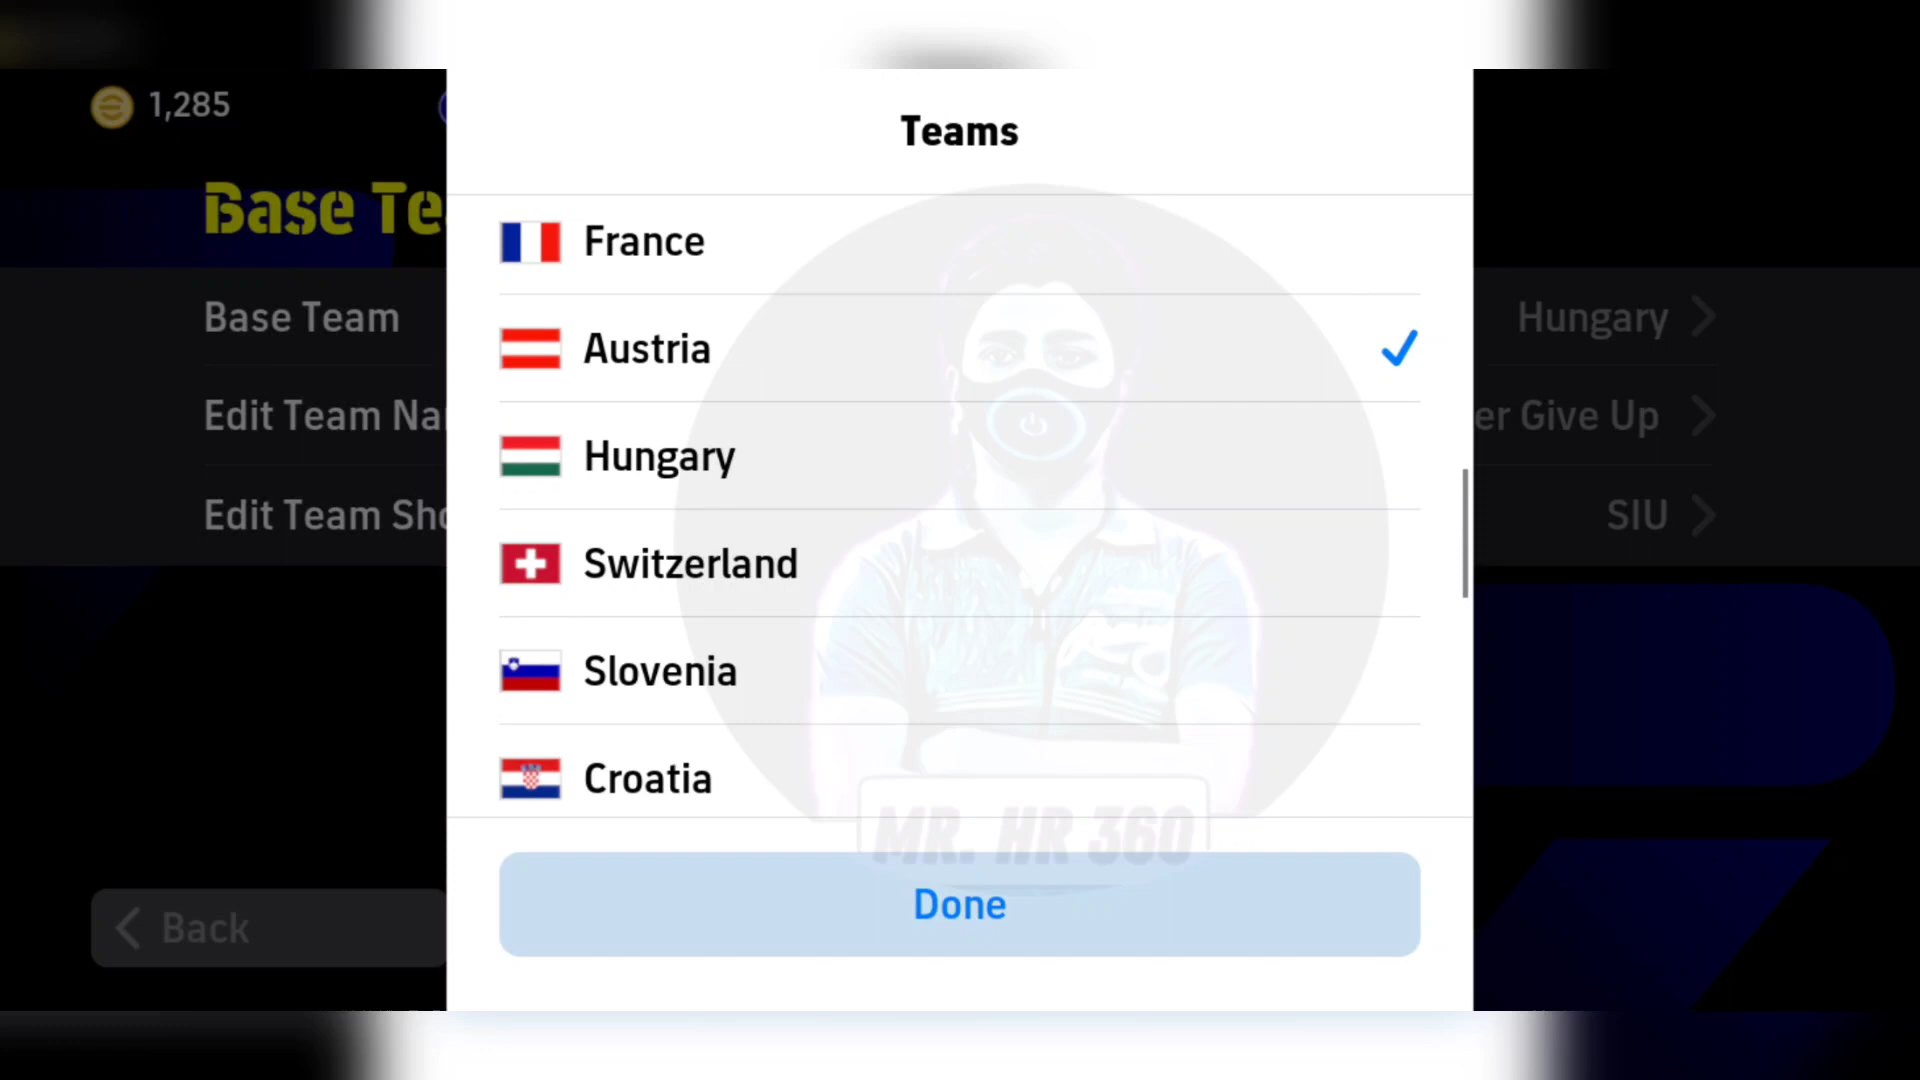 1,285
Teams
Base Te
France
Base Team
Hungary
Austria
Edit Team Na
er Give Up
Hungary
Edit Team Sho
SIU
Switzerland
Slovenia
Croatia
MR. HR 360
Done
Back